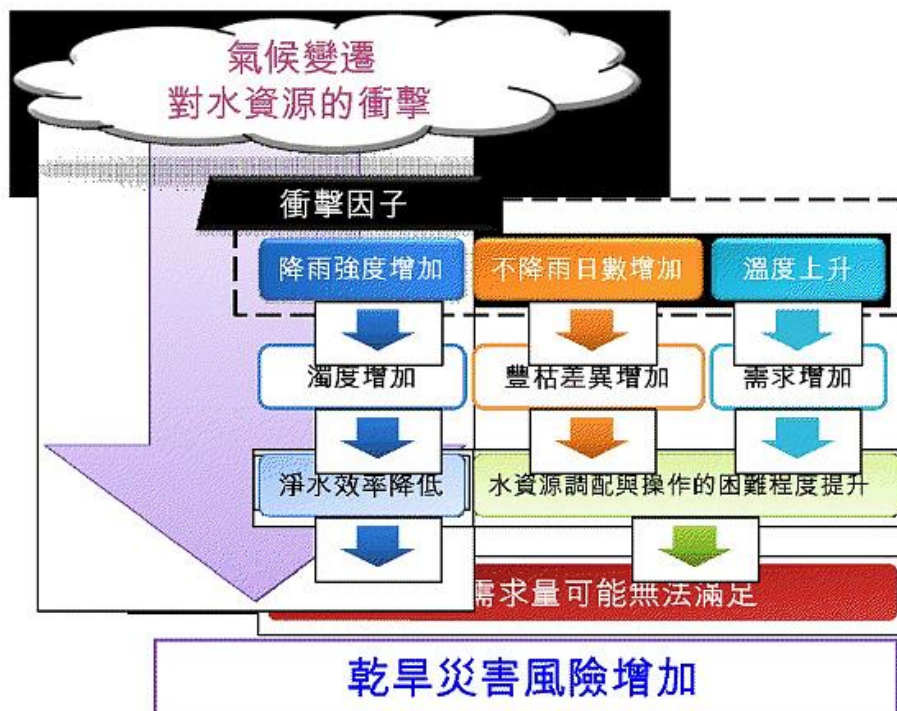 氣候變遷
對水資源的衝擊
衝擊因子
降雨強度增加
不降雨日數增加
溫度上升
濁度增加
豐枯差異增加
需求增加
淨水效率降低
水資源調配與操作的困難程度提升
需求量可能無法滿足
乾旱災害風險增加